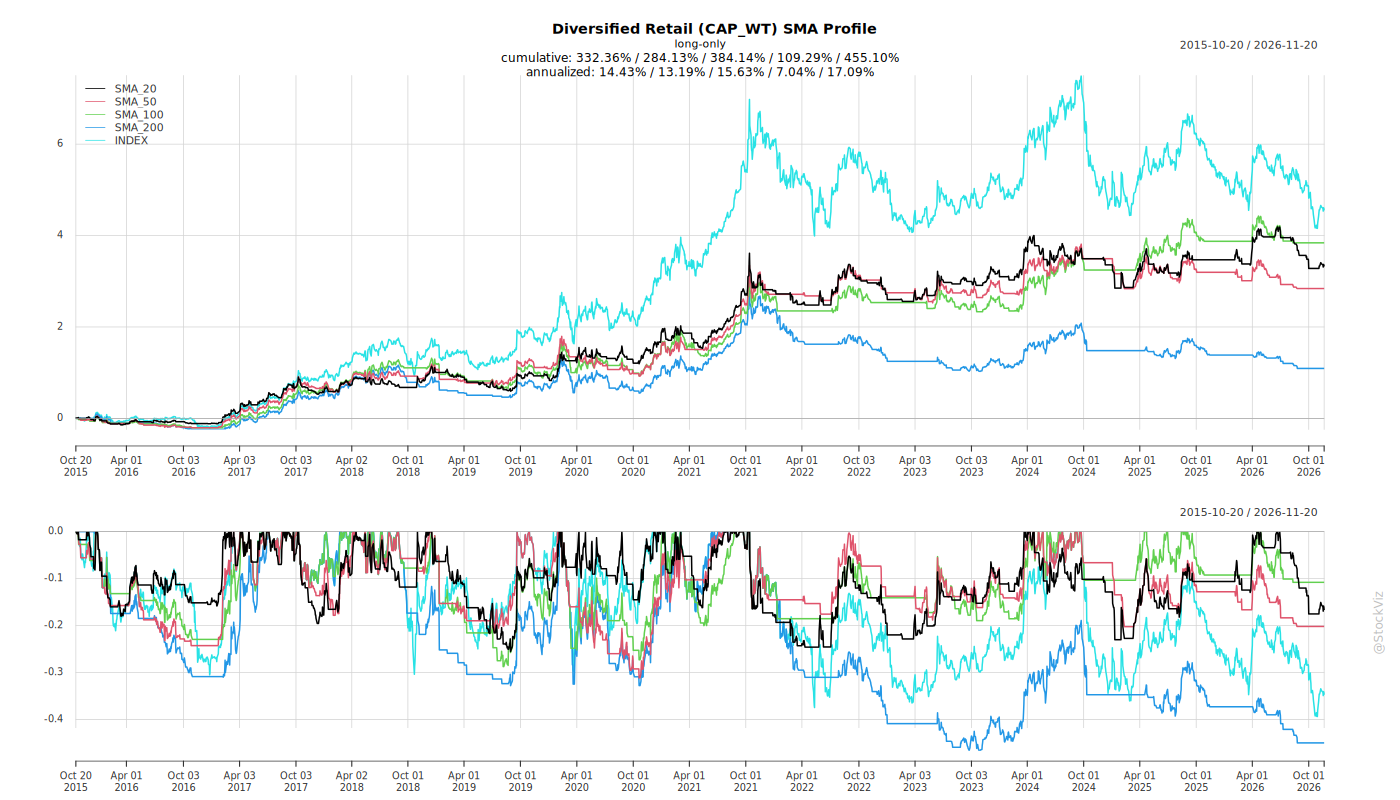 Diversified Retail (CAP_WT) SMA Profile
long-only
2015-10-20 / 2026-11-20
cumulative: 332.36% / 284.13% / 384.14% / 109.29% / 455.10%
annualized: 14.43% / 13.19% / 15.63% / 7.04% / 17.09%
SMA_20
SMA_50
SMA_100
SMA_200
INDEX
6
4
2
0
Oct 20 Apr 01 Oct 03 Apr 03 Oct 03 Apr 02 Oct 01 Apr 01 Oct 01 Apr 01 Oct 01 Apr 01 Oct 01 Apr 01 Oct 03 Apr 03 Oct 03 Apr 01 Oct 01 Apr 01 Oct 01 Apr 01 Oct 01
2015 2016 2016 2017 2017 2018 2018 2019 2019 2020 2020 2021 2021 2022 2022 2023 2023 2024 2024 2025 2025 2026 2026
2015-10-20 / 2026-11-20
0.0
-0.1
-0.2
-0.3
-0.4
Oct 20 Apr 01 Oct 03 Apr 03 Oct 03 Apr 02 Oct 01 Apr 01 Oct 01 Apr 01 Oct 01 Apr 01 Oct 01 Apr 01 Oct 03 Apr 03 Oct 03 Apr 01 Oct 01 Apr 01 Oct 01 Apr 01 Oct 01
2015 2016 2016 2017 2017 2018 2018 2019 2019 2020 2020 2021 2021 2022 2022 2023 2023 2024 2024 2025 2025 2026 2026
@StockViz